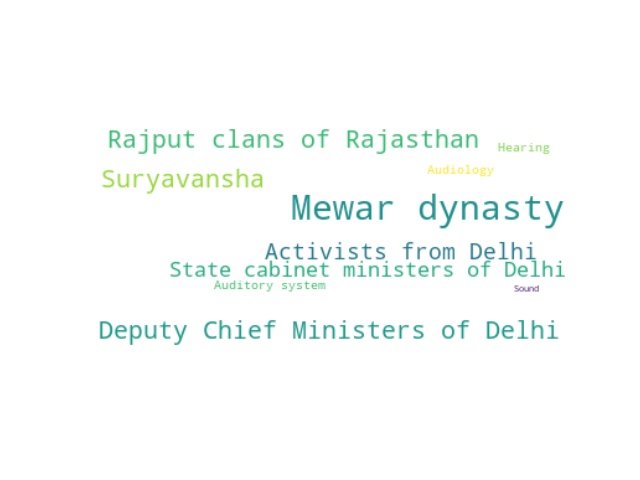 Rajput clans of Rajasthan
Hearing
Audiology
Suryavansha
Mewar dynasty
Activists from Delhi
State cabinet ministers of Delhi
Auditory system
Sound
Deputy Chief Ministers of Delhi